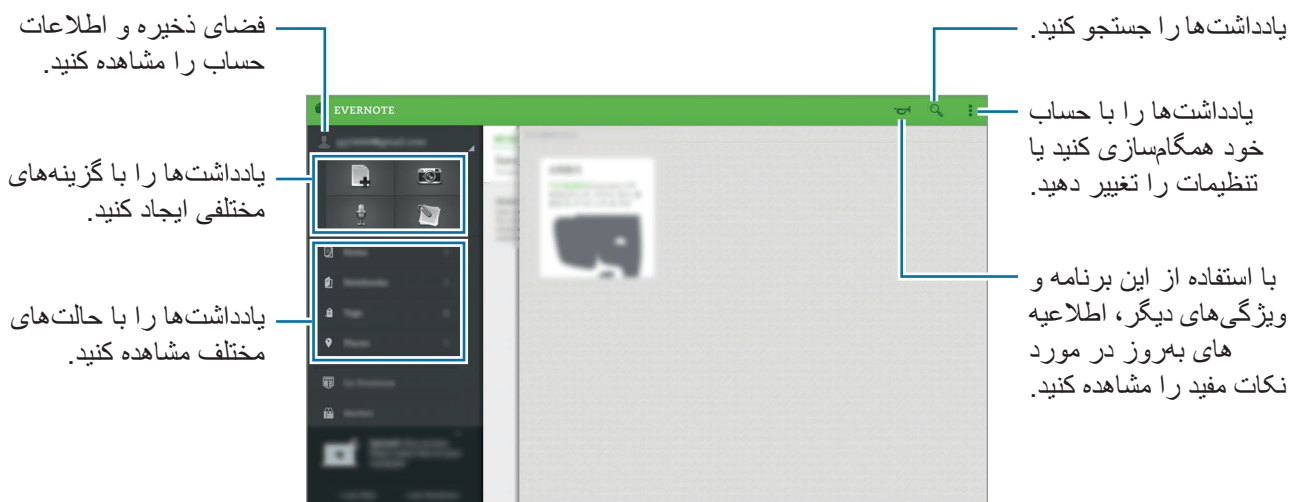 یادداشت‌ها را جستجو کنید.
یادداشت‌ها را با حساب
خود همگام‌سازی کنید یا
تنظیمات را تغییر دهید.
با استفاده از این برنامه و
ویژگی‌های دیگر، اطلاعیه
های به‌روز در مورد
نکات مفید را مشاهده کنید.
فضای ذخیره و اطلاعات
حساب را مشاهده کنید.
یادداشت‌ها را با گزینه‌های
مختلفی ایجاد کنید.
یادداشت‌ها را با حالت‌های
مختلف مشاهده کنید.
EVERNOTE